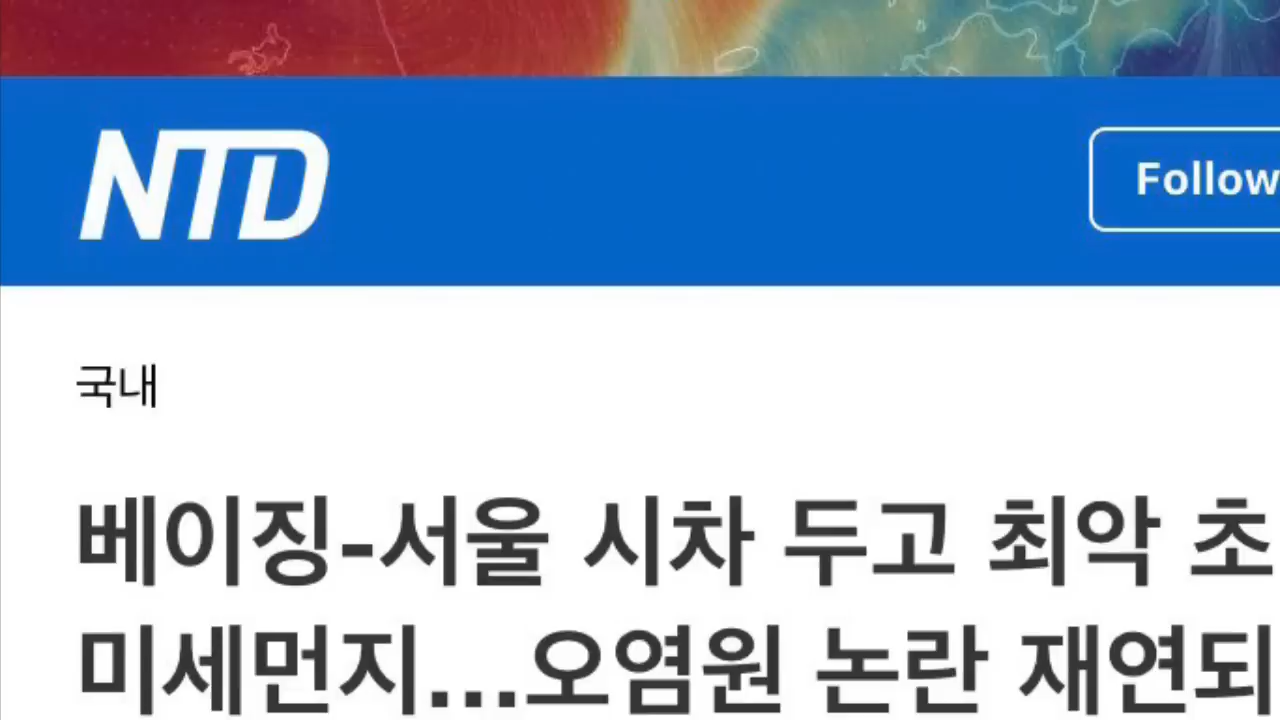 NTD
Follow
국내
베이징-서울 시차 두고 최악 초
미세먼지...오염원 논란 재연되